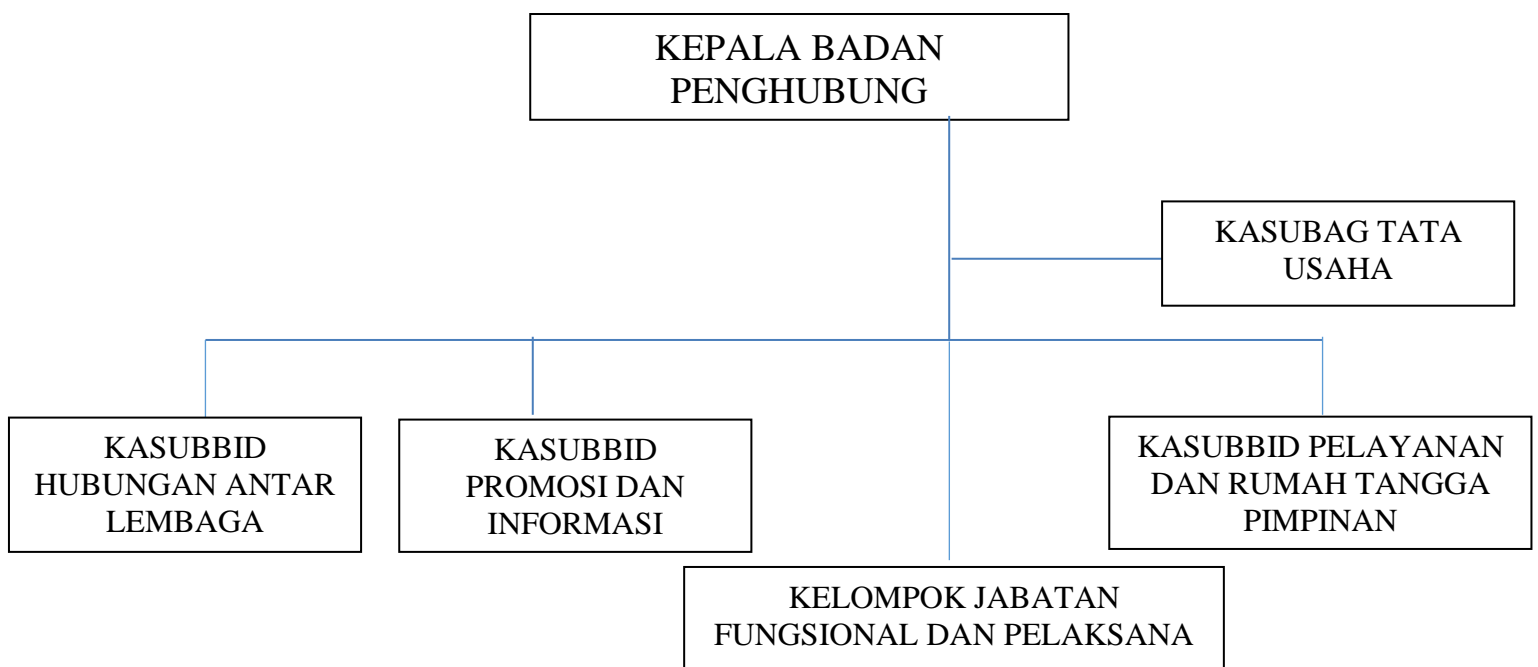 KEPALA BADAN
PENGHUBUNG
KASUBAG TATA
USAHA
KASUBBID
HUBUNGAN ANTAR
LEMBAGA
KASUBBID
PROMOSI DAN
INFORMASI
KASUBBID PELAYANAN
DAN RUMAH TANGGA
PIMPINAN
KELOMPOK JABATAN
FUNGSIONAL DAN PELAKSANA